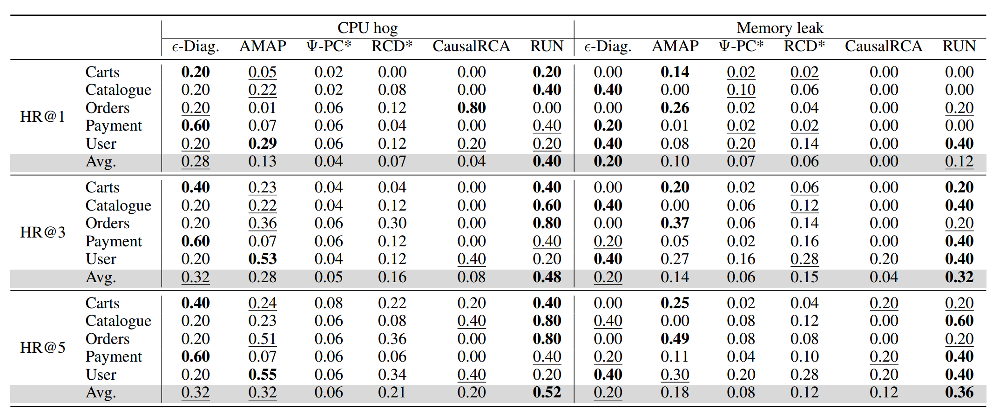 CPU hog Memory leak
ϵ-Diag. AMAP Ψ-PC* RCD* CausalRCA RUN ϵ-Diag. AMAP Ψ-PC* RCD* CausalRCA RUN
HR@1
Carts 0.20 0.05 0.02 0.00 0.00 0.20 0.00 0.14 0.02 0.02 0.00 0.00
Catalogue 0.20 0.22 0.02 0.08 0.00 0.40 0.40 0.00 0.10 0.06 0.00 0.00
Orders 0.20 0.01 0.06 0.12 0.80 0.00 0.00 0.26 0.02 0.04 0.00 0.20
Payment 0.60 0.07 0.06 0.04 0.00 0.40 0.20 0.01 0.02 0.02 0.00 0.00
User 0.20 0.29 0.06 0.12 0.20 0.20 0.40 0.08 0.20 0.14 0.00 0.40
Avg. 0.28 0.13 0.04 0.07 0.04 0.40 0.20 0.10 0.07 0.06 0.00 0.12
HR@3
Carts 0.40 0.23 0.04 0.04 0.00 0.40 0.00 0.20 0.02 0.06 0.00 0.20
Catalogue 0.20 0.22 0.04 0.12 0.00 0.60 0.40 0.00 0.06 0.12 0.00 0.40
Orders 0.20 0.36 0.06 0.30 0.00 0.80 0.00 0.37 0.06 0.14 0.00 0.20
Payment 0.60 0.07 0.06 0.12 0.00 0.40 0.20 0.05 0.02 0.16 0.00 0.40
User 0.20 0.53 0.04 0.12 0.40 0.20 0.40 0.27 0.16 0.28 0.20 0.40
Avg. 0.32 0.28 0.05 0.16 0.08 0.48 0.20 0.14 0.06 0.15 0.04 0.32
HR@5
Carts 0.40 0.24 0.08 0.22 0.20 0.40 0.00 0.25 0.02 0.04 0.20 0.20
Catalogue 0.20 0.23 0.06 0.08 0.40 0.80 0.40 0.00 0.08 0.12 0.00 0.60
Orders 0.20 0.51 0.06 0.36 0.00 0.80 0.00 0.49 0.08 0.08 0.00 0.20
Payment 0.60 0.07 0.06 0.06 0.00 0.40 0.20 0.11 0.04 0.10 0.20 0.40
User 0.20 0.55 0.06 0.34 0.40 0.20 0.40 0.30 0.20 0.28 0.20 0.40
Avg. 0.32 0.32 0.06 0.21 0.20 0.52 0.20 0.18 0.08 0.12 0.12 0.36